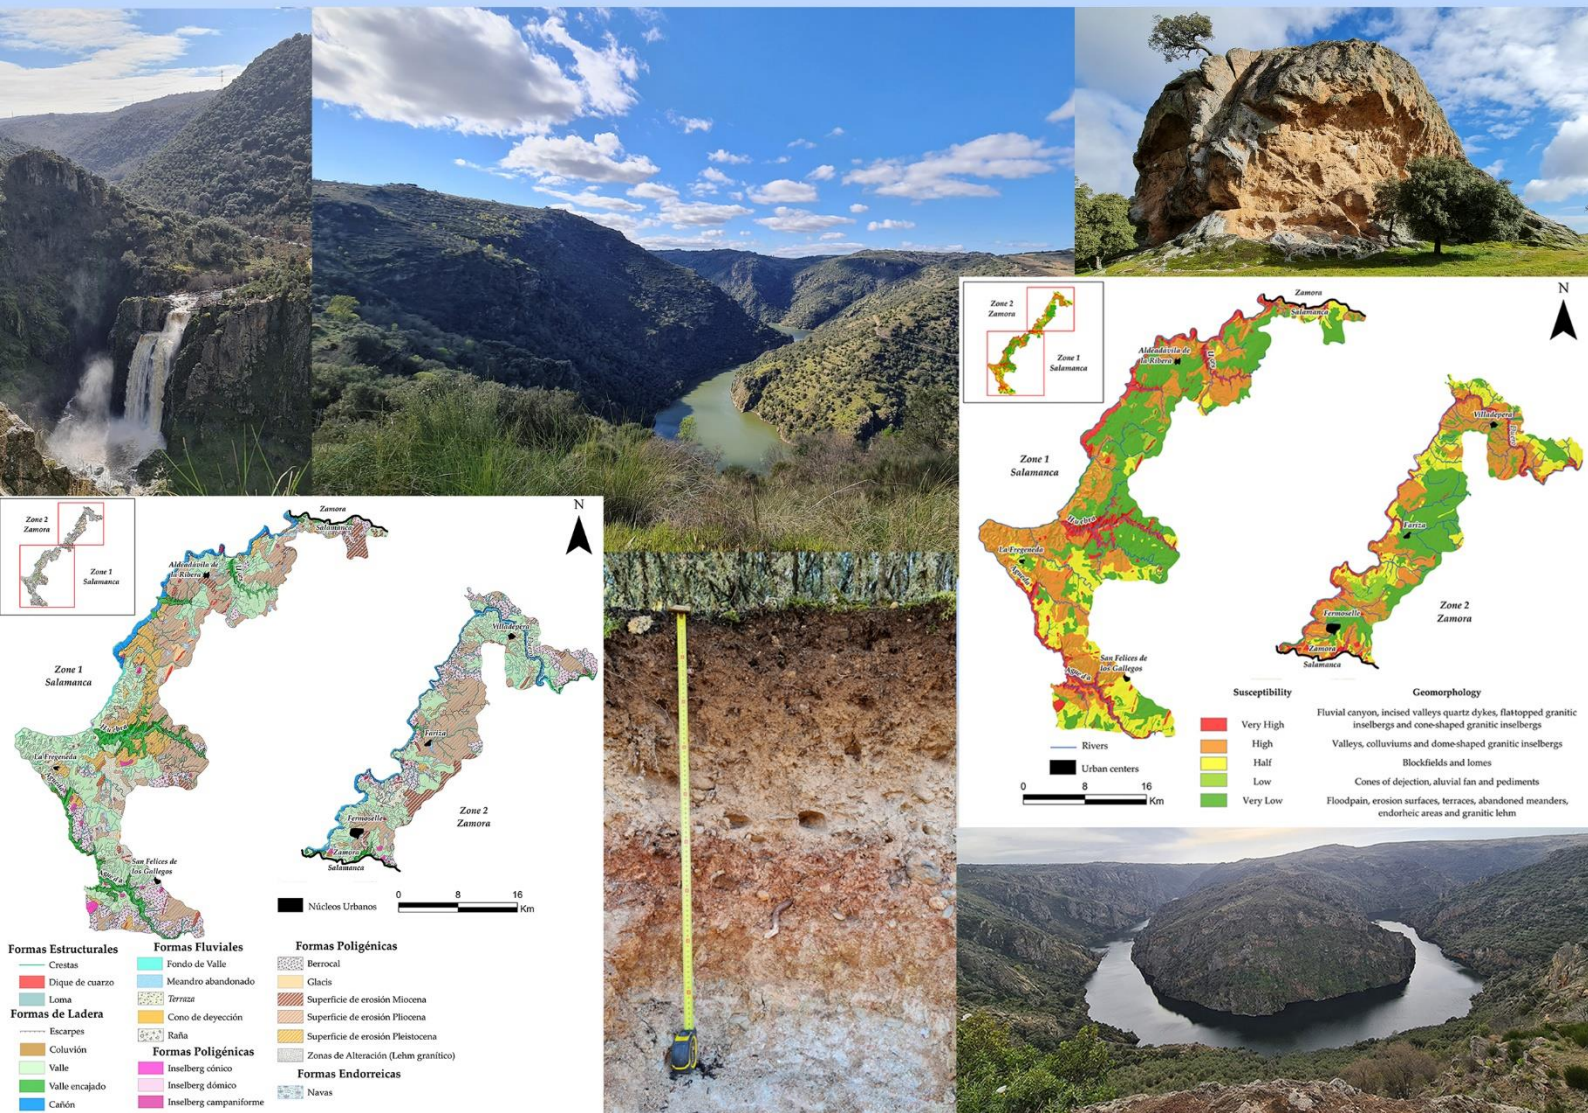 Zone 2
Zamora
Zone 1
Salamanca
N
Zamora
Salamanca
Aldeadávila de
la Ribera
Uces
Zone 1
Salamanca
Huebra
La Fregeneda
Agueda
San Felices de
los Gallegos
Agueda
Villadepera
Duero
Fariza
Fermoselle
Zamora
Salamanca
Zone 2
Zamora
Rivers
Urban centers
0 8 16
Km
Susceptibility
Geomorphology
Very High
Fluvial canyon, incised valleys quartz dykes, flattopped granitic
inselbergs and cone-shaped granitic inselbergs
High
Valleys, colluviums and dome-shaped granitic inselbergs
Half
Blockfields and lomes
Low
Cones of dejection, aluvial fan and pediments
Very Low
Floodpain, erosion surfaces, terraces, abandoned meanders,
endorheic areas and granitic lehm
Zone 2
Zamora
Zone 1
Salamanca
N
Zamora
Salamanca
Aldeadávila de
la Ribera
Uces
Zone 1
Salamanca
Huebra
La Fregeneda
Agueda
San Felices de
los Gallegos
Agueda
Villadepera
Fariza
Fermoselle
Zamora
Salamanca
Zone 2
Zamora
Núcleos Urbanos
0 8 16
Km
Formas Estructurales
Crestas
Dique de cuarzo
Loma
Formas de Ladera
Escarpes
Coluvión
Valle
Valle encajado
Cañón
Formas Fluviales
Fondo de Valle
Meandro abandonado
Terraza
Cono de deyección
Raña
Formas Poligénicas
Inselberg cónico
Inselberg dómico
Inselberg campaniforme
Formas Poligénicas
Berrocal
Glacis
Superficie de erosión Miocena
Superficie de erosión Pliocena
Superficie de erosión Pleistocena
Zonas de Alteración (Lehm granítico)
Formas Endorreicas
Navas